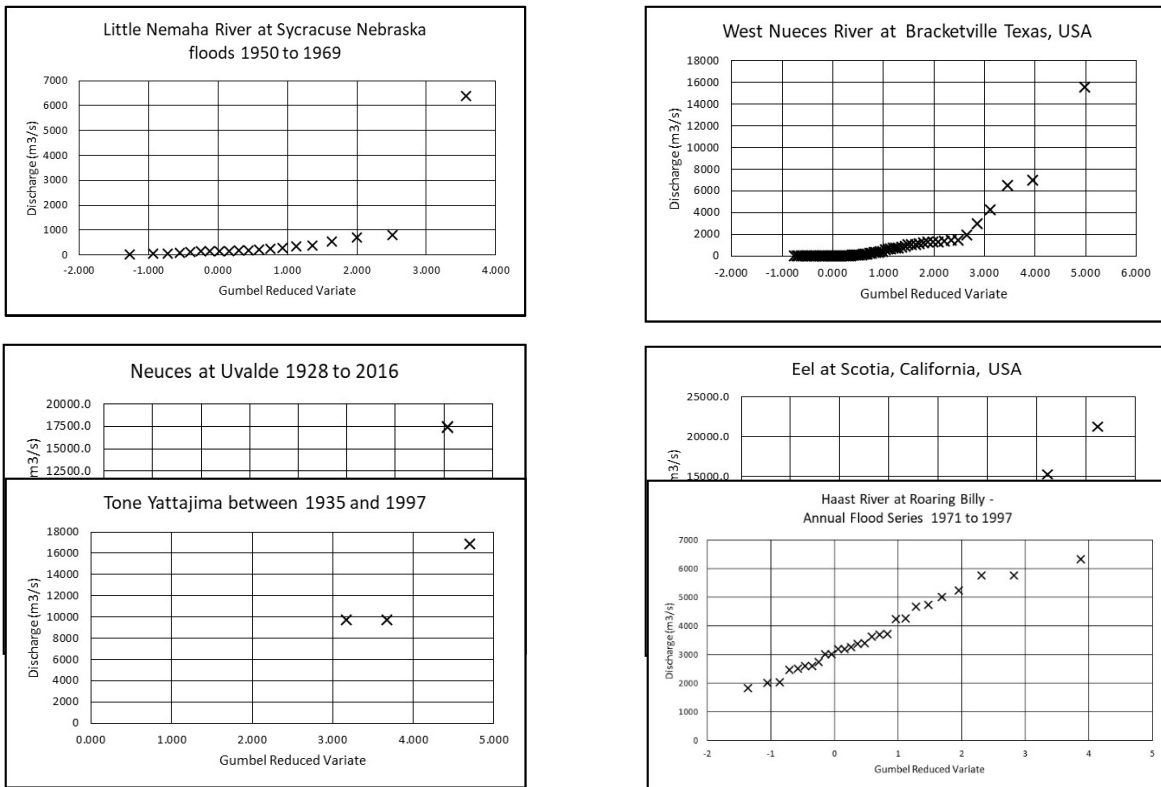 Little Nemaha River at Sycracuse Nebraska
floods 1950 to 1969
7000
6000
5000
4000
3000
2000
1000
0
Discharge (m3/s)
-2.000 -1.000 0.000 1.000 2.000 3.000 4.000
Gumbel Reduced Variate
West Nueces River at Bracketville Texas, USA
18000
16000
14000
12000
10000
8000
6000
4000
2000
0
Discharge (m3/s)
-2.000 -1.000 0.000 1.000 2.000 3.000 4.000 5.000 6.000
Gumbel Reduced Variate
Neuces at Uvalde 1928 to 2016
20000.0
17500.0
15000.0
12500.0
m3/s)
Eel at Scotia, California, USA
25000.0
20000.0
15000.0
m3/s)
Tone Yattajima between 1935 and 1997
18000
16000
14000
12000
10000
8000
6000
4000
2000
0
Discharge (m3/s)
0.000 1.000 2.000 3.000 4.000 5.000
Gumbel Reduced Variate
Haast River at Roaring Billy -
Annual Flood Series 1971 to 1997
7000
6000
5000
4000
3000
2000
1000
0
Discharge (m3/s)
-2 -1 0 1 2 3 4 5
Gumbel Reduced Variate